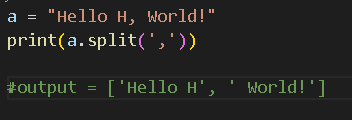 a = "Hello H, World!"
print(a.split(','))
#output = ['Hello H', ' World!']